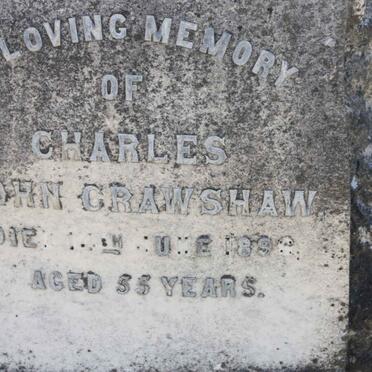 LOVING MEMORY
OF
CHARLES
OHN CRAWSHAW
DIE
AGED 55 YEARS.